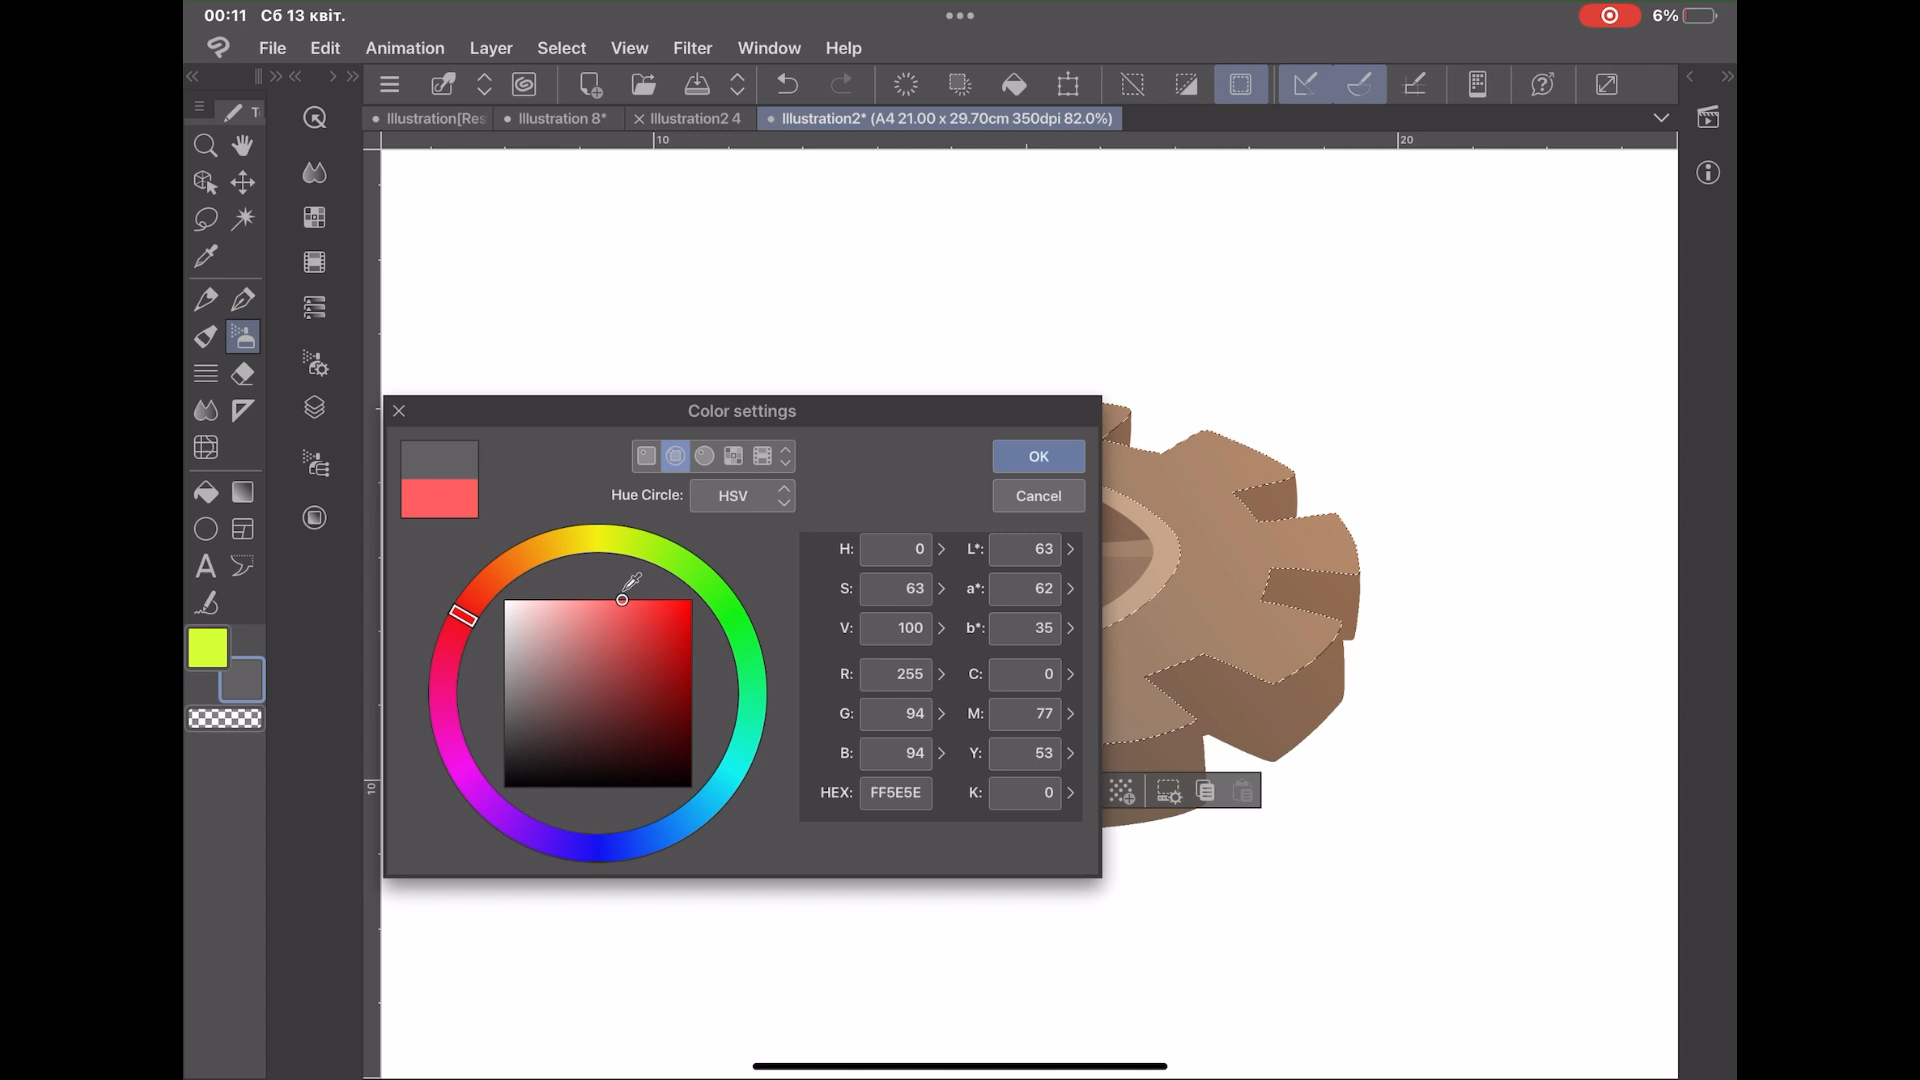 00:11 Сб 13 квіт.
6%
File Edit Animation Layer Select View Filter Window Help
Illustration[Res Illustration 8* Illustration2 4 Illustration2* (A4 21.00 x 29.70cm 350dpi 82.0%)
10 20
Color settings
OK
Hue Circle: HSV Cancel
H: 0 L*: 63
S: 63 a*: 62
V: 100 b*: 35
R: 255 C: 0
G: 94 M: 77
B: 94 Y: 53
HEX: FF5E5E K: 0
10